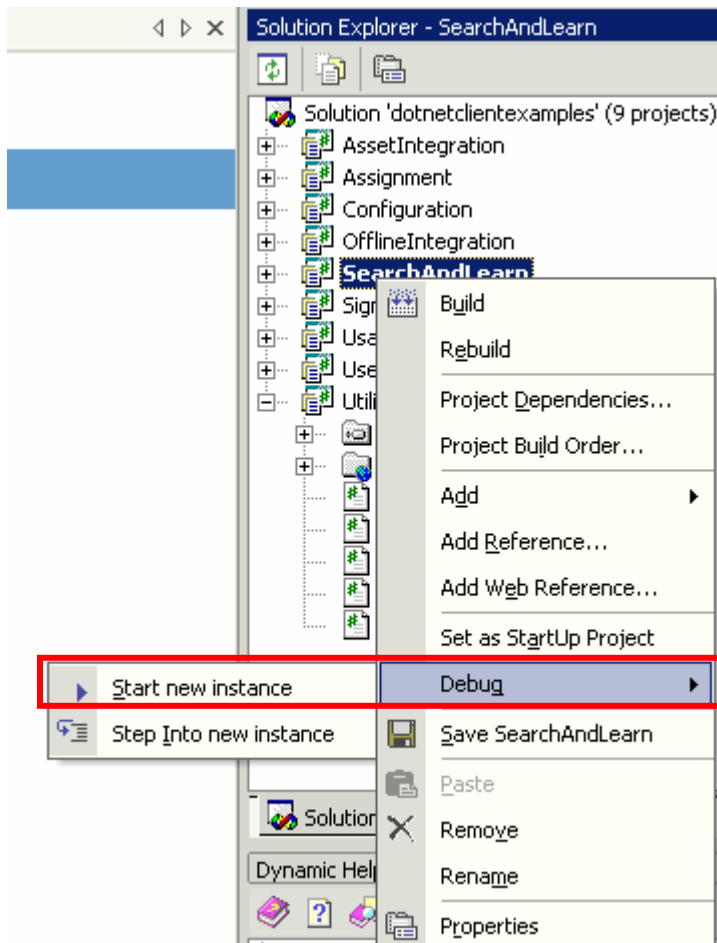 Solution Explorer - SearchAndLearn
Solution 'dotnetclientexamples' (9 projects)
AssetIntegration
Assignment
Configuration
OfflineIntegration
SearchAndLearn
Build
Rebuild
Project Dependencies...
Project Build Order...
Add
Add Reference...
Add Web Reference...
Set as StartUp Project
Debug
Start new instance
Step Into new instance
Save SearchAndLearn
Paste
Solution
Remove
Dynamic
Rename
Properties